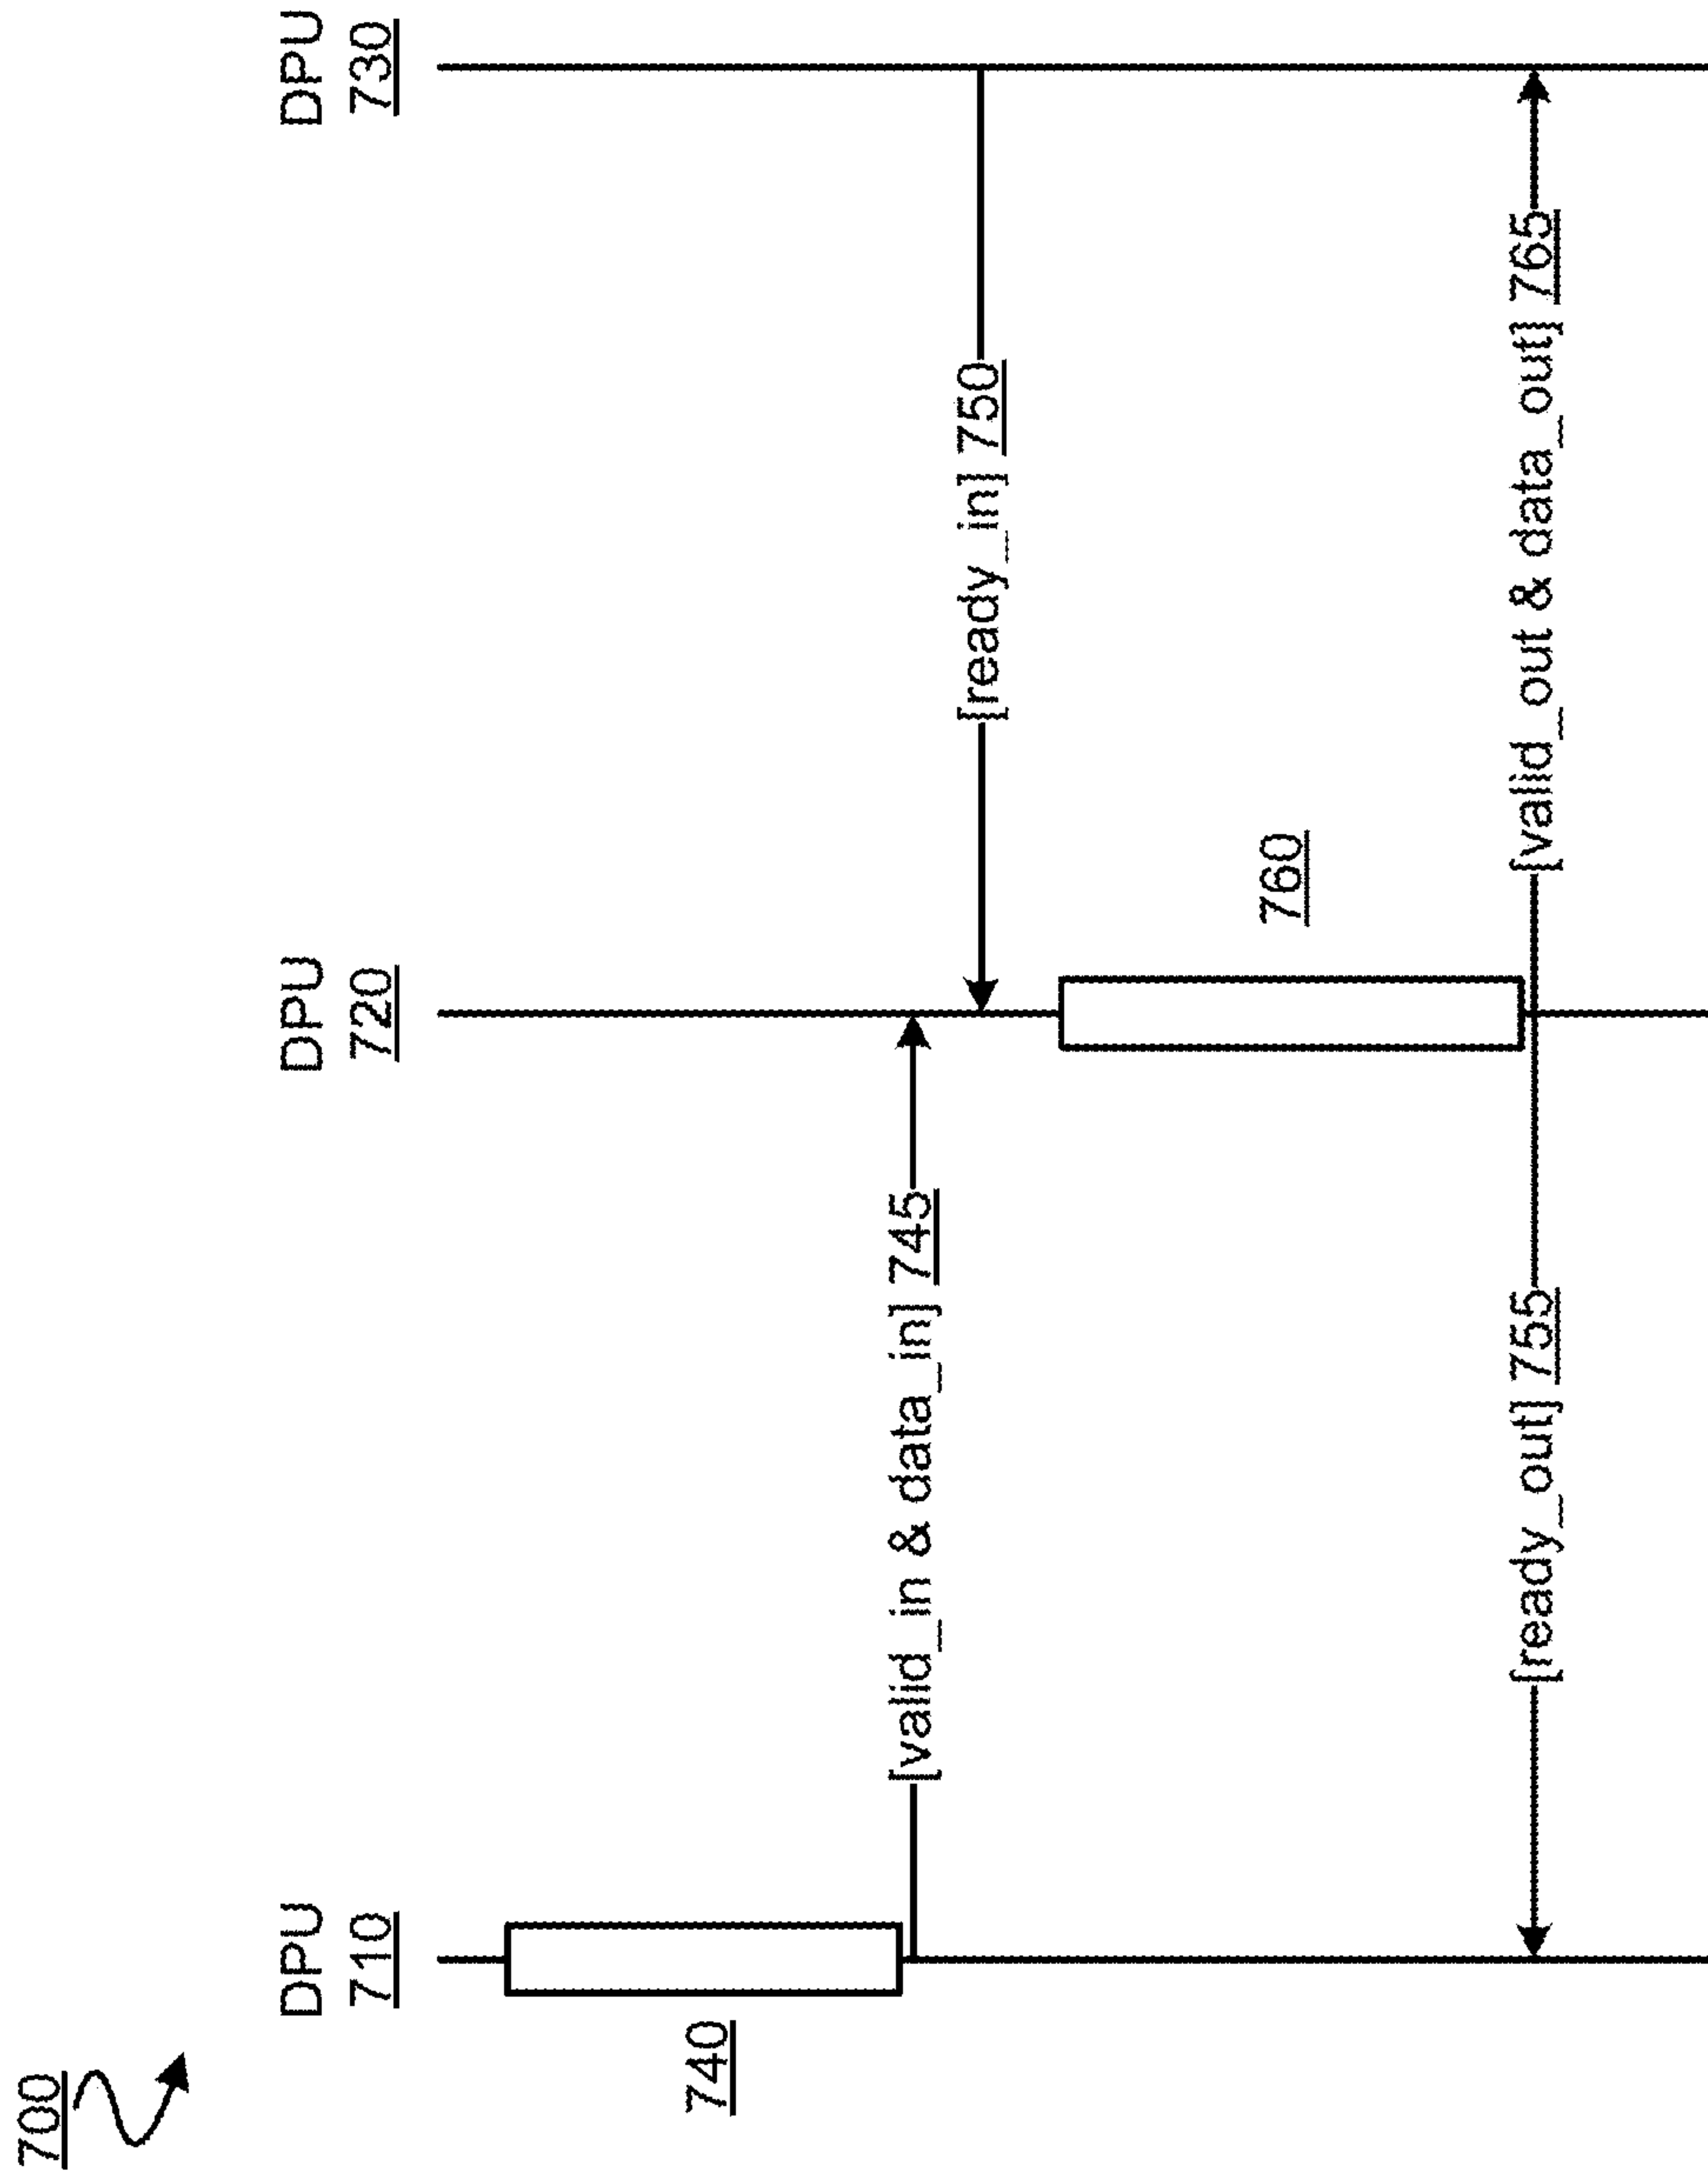 700
DPU
710
DPU
720
DPU
730
740
[valid_in & data_in] 745
[ready_in] 750
760
[ready_out] 755
[valid_out & data_out] 765